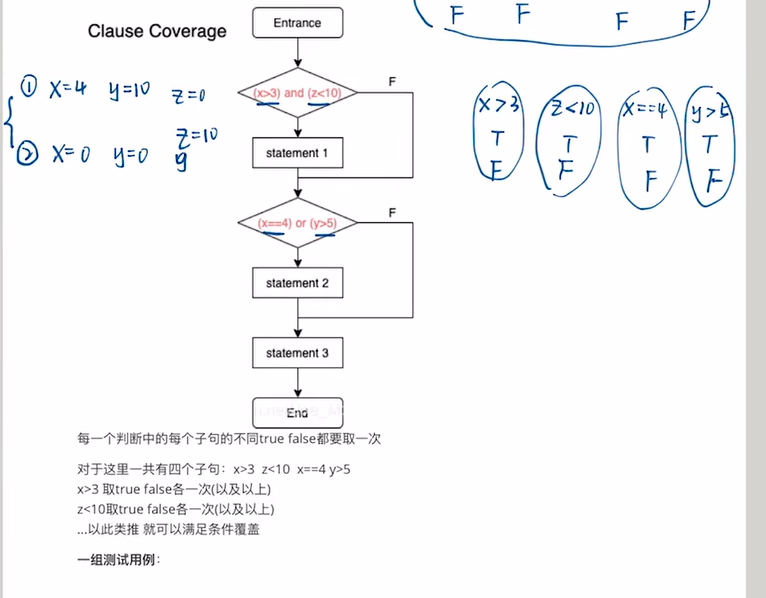 F F F F
Clause Coverage
Entrance
① X=4 y=10 z=0
② X=0 y=0 z=10
g
(x>3) and (z<10)
F
statement 1
(x==4) or (y>5)
F
statement 2
statement 3
End
X>3 Z<10 X==4 y>5
T T T T
F F F F
每一个判断中的每个子句的不同true false都要取一次
对于这里一共有四个子句：x>3 z<10 x==4 y>5
x>3 取true false各一次(以及以上)
z<10取true false各一次(以及以上)
...以此类推 就可以满足条件覆盖
一组测试用例：